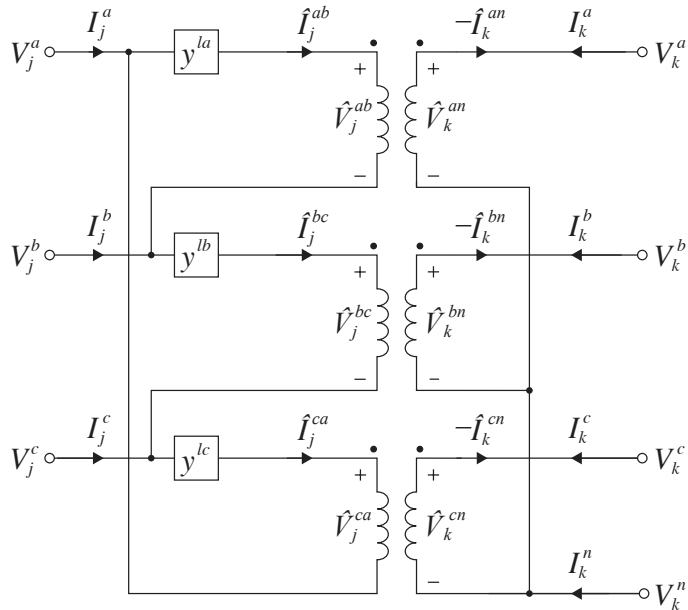 I_j^a Î_j^{ab} −Î_k^{an} I_k^a
V_j^a y^{la} V_k^a
+ +
V̂_j^{ab} V̂_k^{an}
− −
I_j^b Î_j^{bc} −Î_k^{bn} I_k^b
V_j^b y^{lb} V_k^b
+ +
V̂_j^{bc} V̂_k^{bn}
− −
I_j^c Î_j^{ca} −Î_k^{cn} I_k^c
V_j^c y^{lc} V_k^c
+ +
V̂_j^{ca} V̂_k^{cn}
− − I_k^n
V_k^n